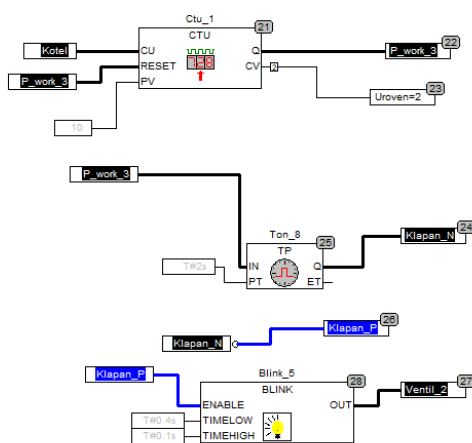 Ctu_1
21
CTU
22
Kotel
CU
Q
P_work_3
P_work_3
RESET
728
CV
2
PV
23
Uroven=2
10
P_work_3
Ton_8
24
25
Klapan_N
TP
IN
Q
T#2s
PT
ET
26
Klapan_P
Klapan_N
Klapan_P
Blink_5
28
27
BLINK
Ventil_2
ENABLE
OUT
T#0.4s
TIMELOW
T#0.1s
TIMEHIGH